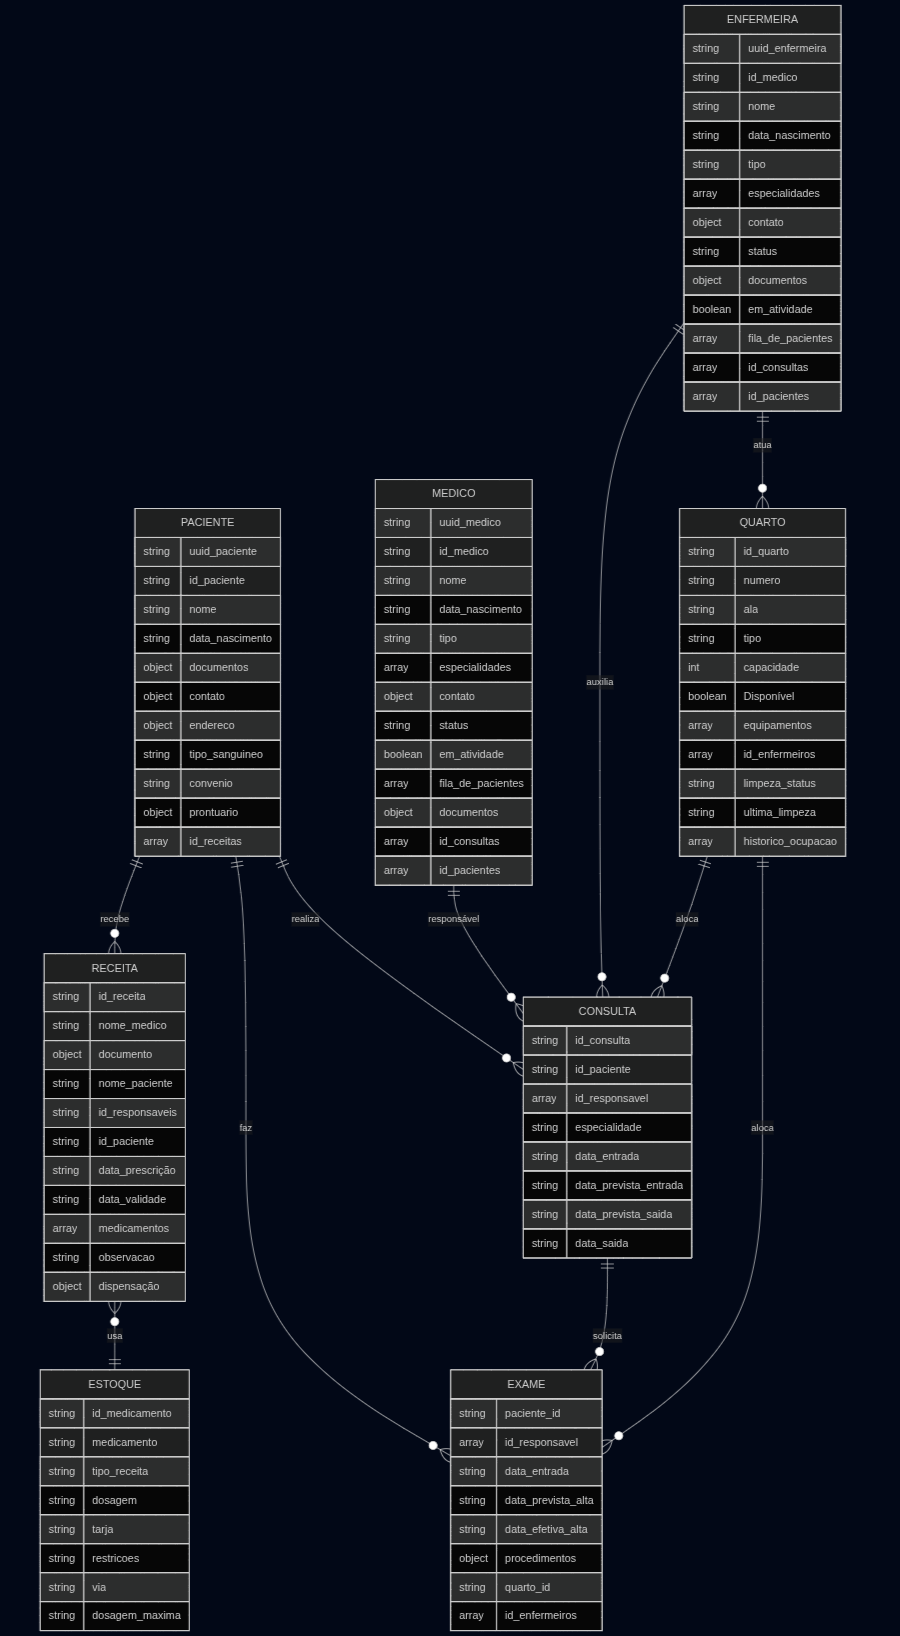 ENFERMEIRA
string uuid_enfermeira
string id_medico
string nome
string data_nascimento
string tipo
array especialidades
object contato
string status
object documentos
boolean em_atividade
array fila_de_pacientes
array id_consultas
array id_pacientes
atua
auxilia
PACIENTE
string uuid_paciente
string id_paciente
string nome
string data_nascimento
object documentos
object contato
object endereco
string tipo_sanguineo
string convenio
object prontuario
array id_receitas
MEDICO
string uuid_medico
string id_medico
string nome
string data_nascimento
string tipo
array especialidades
object contato
string status
boolean em_atividade
array fila_de_pacientes
object documentos
array id_consultas
array id_pacientes
QUARTO
string id_quarto
string numero
string ala
string tipo
int capacidade
boolean Disponível
array equipamentos
array id_enfermeiros
string limpeza_status
string ultima_limpeza
array historico_ocupacao
recebe
realiza
responsável
aloca
RECEITA
string id_receita
string nome_medico
object documento
string nome_paciente
string id_responsaveis
string id_paciente
string data_prescrição
string data_validade
array medicamentos
string observacao
object dispensação
faz
CONSULTA
string id_consulta
string id_paciente
array id_responsavel
string especialidade
string data_entrada
string data_prevista_entrada
string data_prevista_saida
string data_saida
aloca
usa
solicita
ESTOQUE
string id_medicamento
string medicamento
string tipo_receita
string dosagem
string tarja
string restricoes
string via
string dosagem_maxima
EXAME
string paciente_id
array id_responsavel
string data_entrada
string data_prevista_alta
string data_efetiva_alta
object procedimentos
string quarto_id
array id_enfermeiros